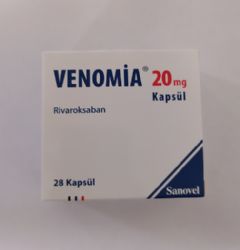 VENOMİA® 20 mg
Kapsül
Rivaroksaban
28 Kapsül
Sanovel